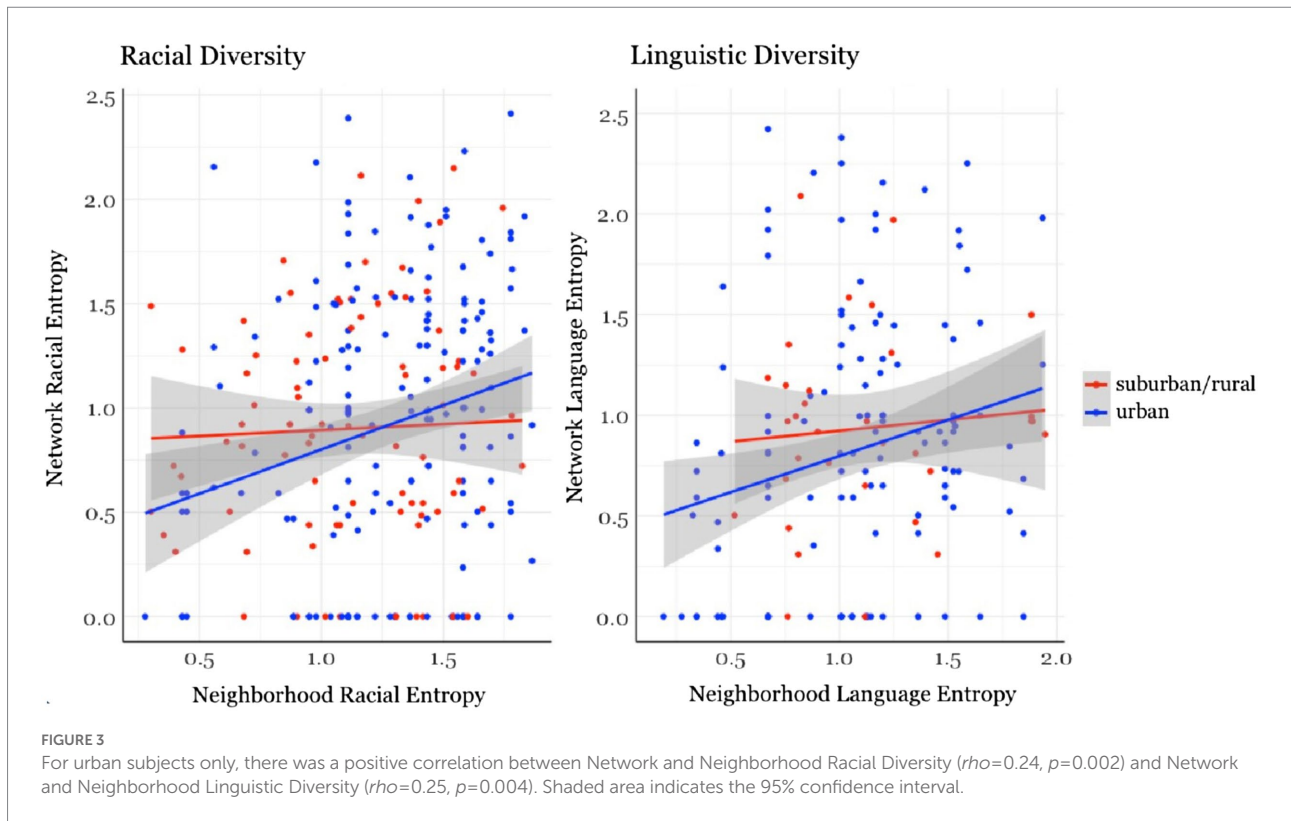 Racial Diversity
Linguistic Diversity
2.5
2.0
1.5
1.0
0.5
0.0
Network Racial Entropy
0.5
1.0
1.5
Neighborhood Racial Entropy
2.5
2.0
1.5
1.0
0.5
0.0
Network Language Entropy
0.5
1.0
1.5
2.0
Neighborhood Language Entropy
suburban/rural
urban
FIGURE 3
For urban subjects only, there was a positive correlation between Network and Neighborhood Racial Diversity (rho=0.24, p=0.002) and Network
and Neighborhood Linguistic Diversity (rho=0.25, p=0.004). Shaded area indicates the 95% confidence interval.